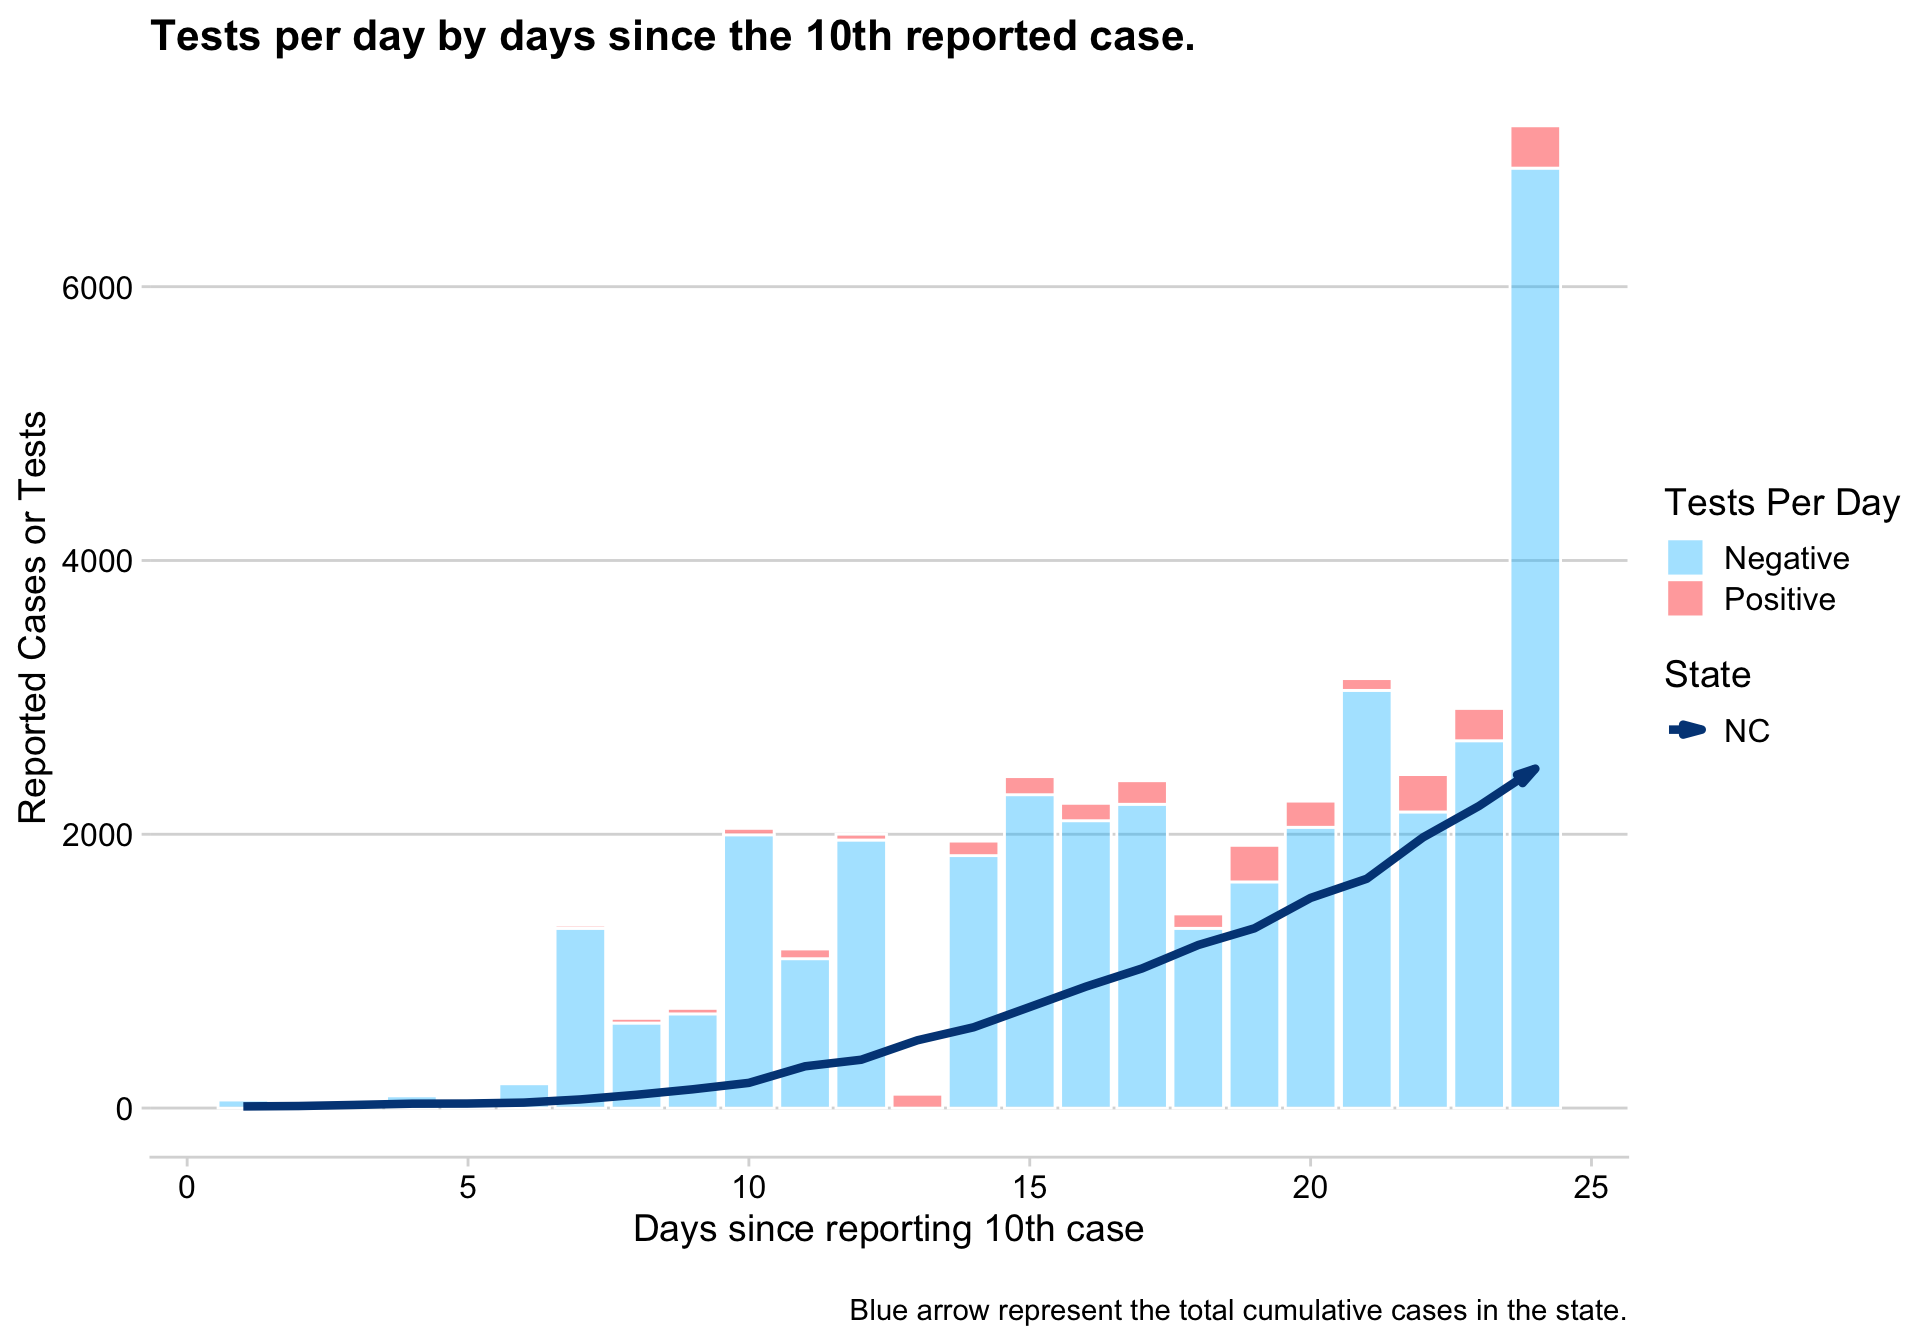 Tests per day by days since the 10th reported case.
Reported Cases or Tests
6000
4000
2000
0
0 5 10 15 20 25
Days since reporting 10th case
Tests Per Day
Negative
Positive
State
NC
Blue arrow represent the total cumulative cases in the state.